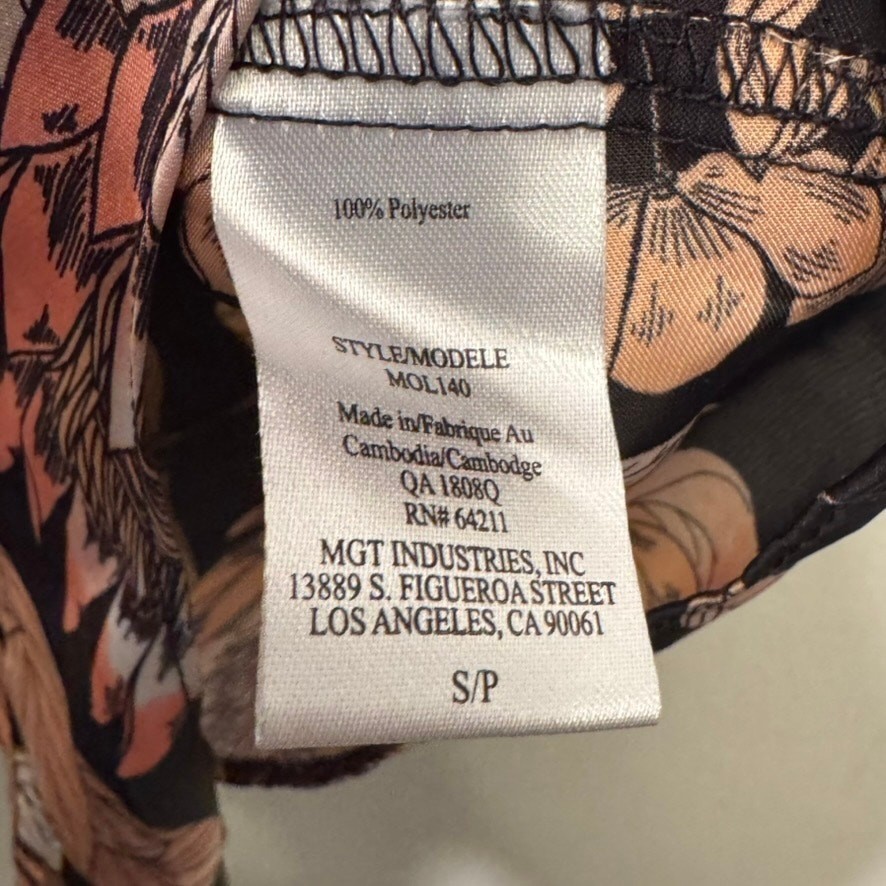 100% Polyester
STYLE/MODELE
MOL140
Made in/Fabrique Au
Cambodia/Cambodge
QA 1808Q
RN# 64211
MGT INDUSTRIES, INC
13889 S. FIGUEROA STREET
LOS ANGELES, CA 90061
S/P